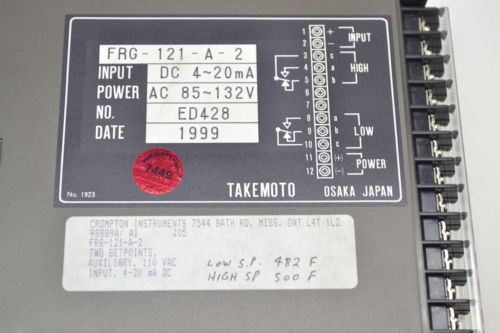 FRG-121-A-2
INPUT DC 4~20mA
POWER AC 85~132V
NO. ED428
DATE 1999
1 + INPUT
2 -
3 c HIGH
4 a
5 b
6
7
8 a LOW
9 b
10 c
11 (+) POWER
12 (-)
7449
No. 1923
TAKEMOTO OSAKA JAPAN
CROMPTON INSTRUMENTS 7544 BATH RD. MISS. ONT L4T 1L2
98889A/ A1 J05
FRG-121-A-2
TWO SETPOINTS,
AUXILIARY. 110 VAC
INPUT. 4-20 mA DC
LOW S.P. 482 F
HIGH SP 500 F